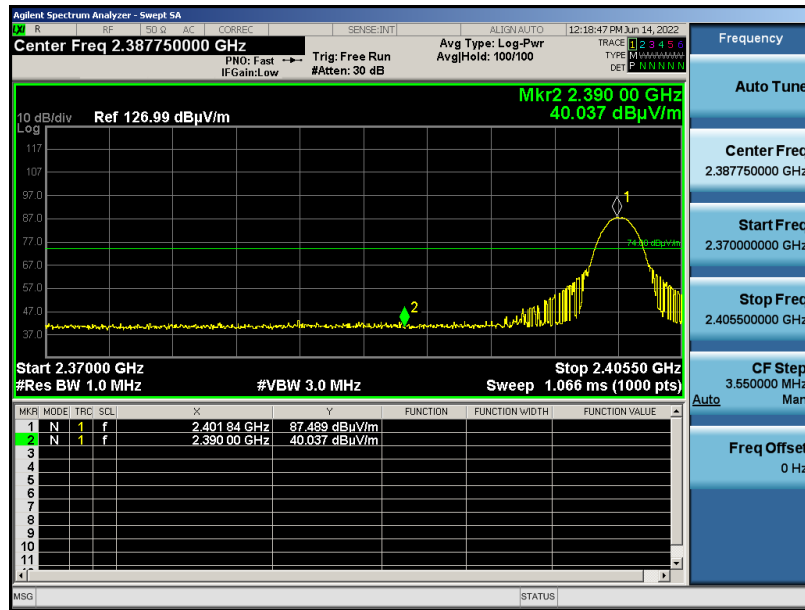 Agilent Spectrum Analyzer - Swept SA
LXI R RF 50 Ω AC CORREC SENSE:INT ALIGN AUTO 12:18:47 PM Jun 14, 2022
Center Freq 2.387750000 GHz
PNO: Fast
IFGain:Low
Trig: Free Run
#Atten: 30 dB
Avg Type: Log-Pwr
Avg|Hold: 100/100
TRACE 1 2 3 4 5 6
TYPE M
DET P N N N N N
Frequency
Mkr2 2.390 00 GHz
40.037 dBµV/m
10 dB/div Ref 126.99 dBµV/m
Log
117
107
97.0
87.0
77.0
67.0
57.0
47.0
37.0
1
74.00 dBµV/m
2
Start 2.37000 GHz Stop 2.40550 GHz
#Res BW 1.0 MHz #VBW 3.0 MHz Sweep 1.066 ms (1000 pts)
MKR MODE TRC SCL X Y FUNCTION FUNCTION WIDTH FUNCTION VALUE
1 N 1 f 2.401 84 GHz 87.489 dBµV/m
2 N 1 f 2.390 00 GHz 40.037 dBµV/m
3
4
5
6
7
8
9
10
11
Auto Tune
Center Freq
2.387750000 GHz
Start Freq
2.370000000 GHz
Stop Freq
2.405500000 GHz
CF Step
3.550000 MHz
Auto Man
Freq Offset
0 Hz
MSG STATUS